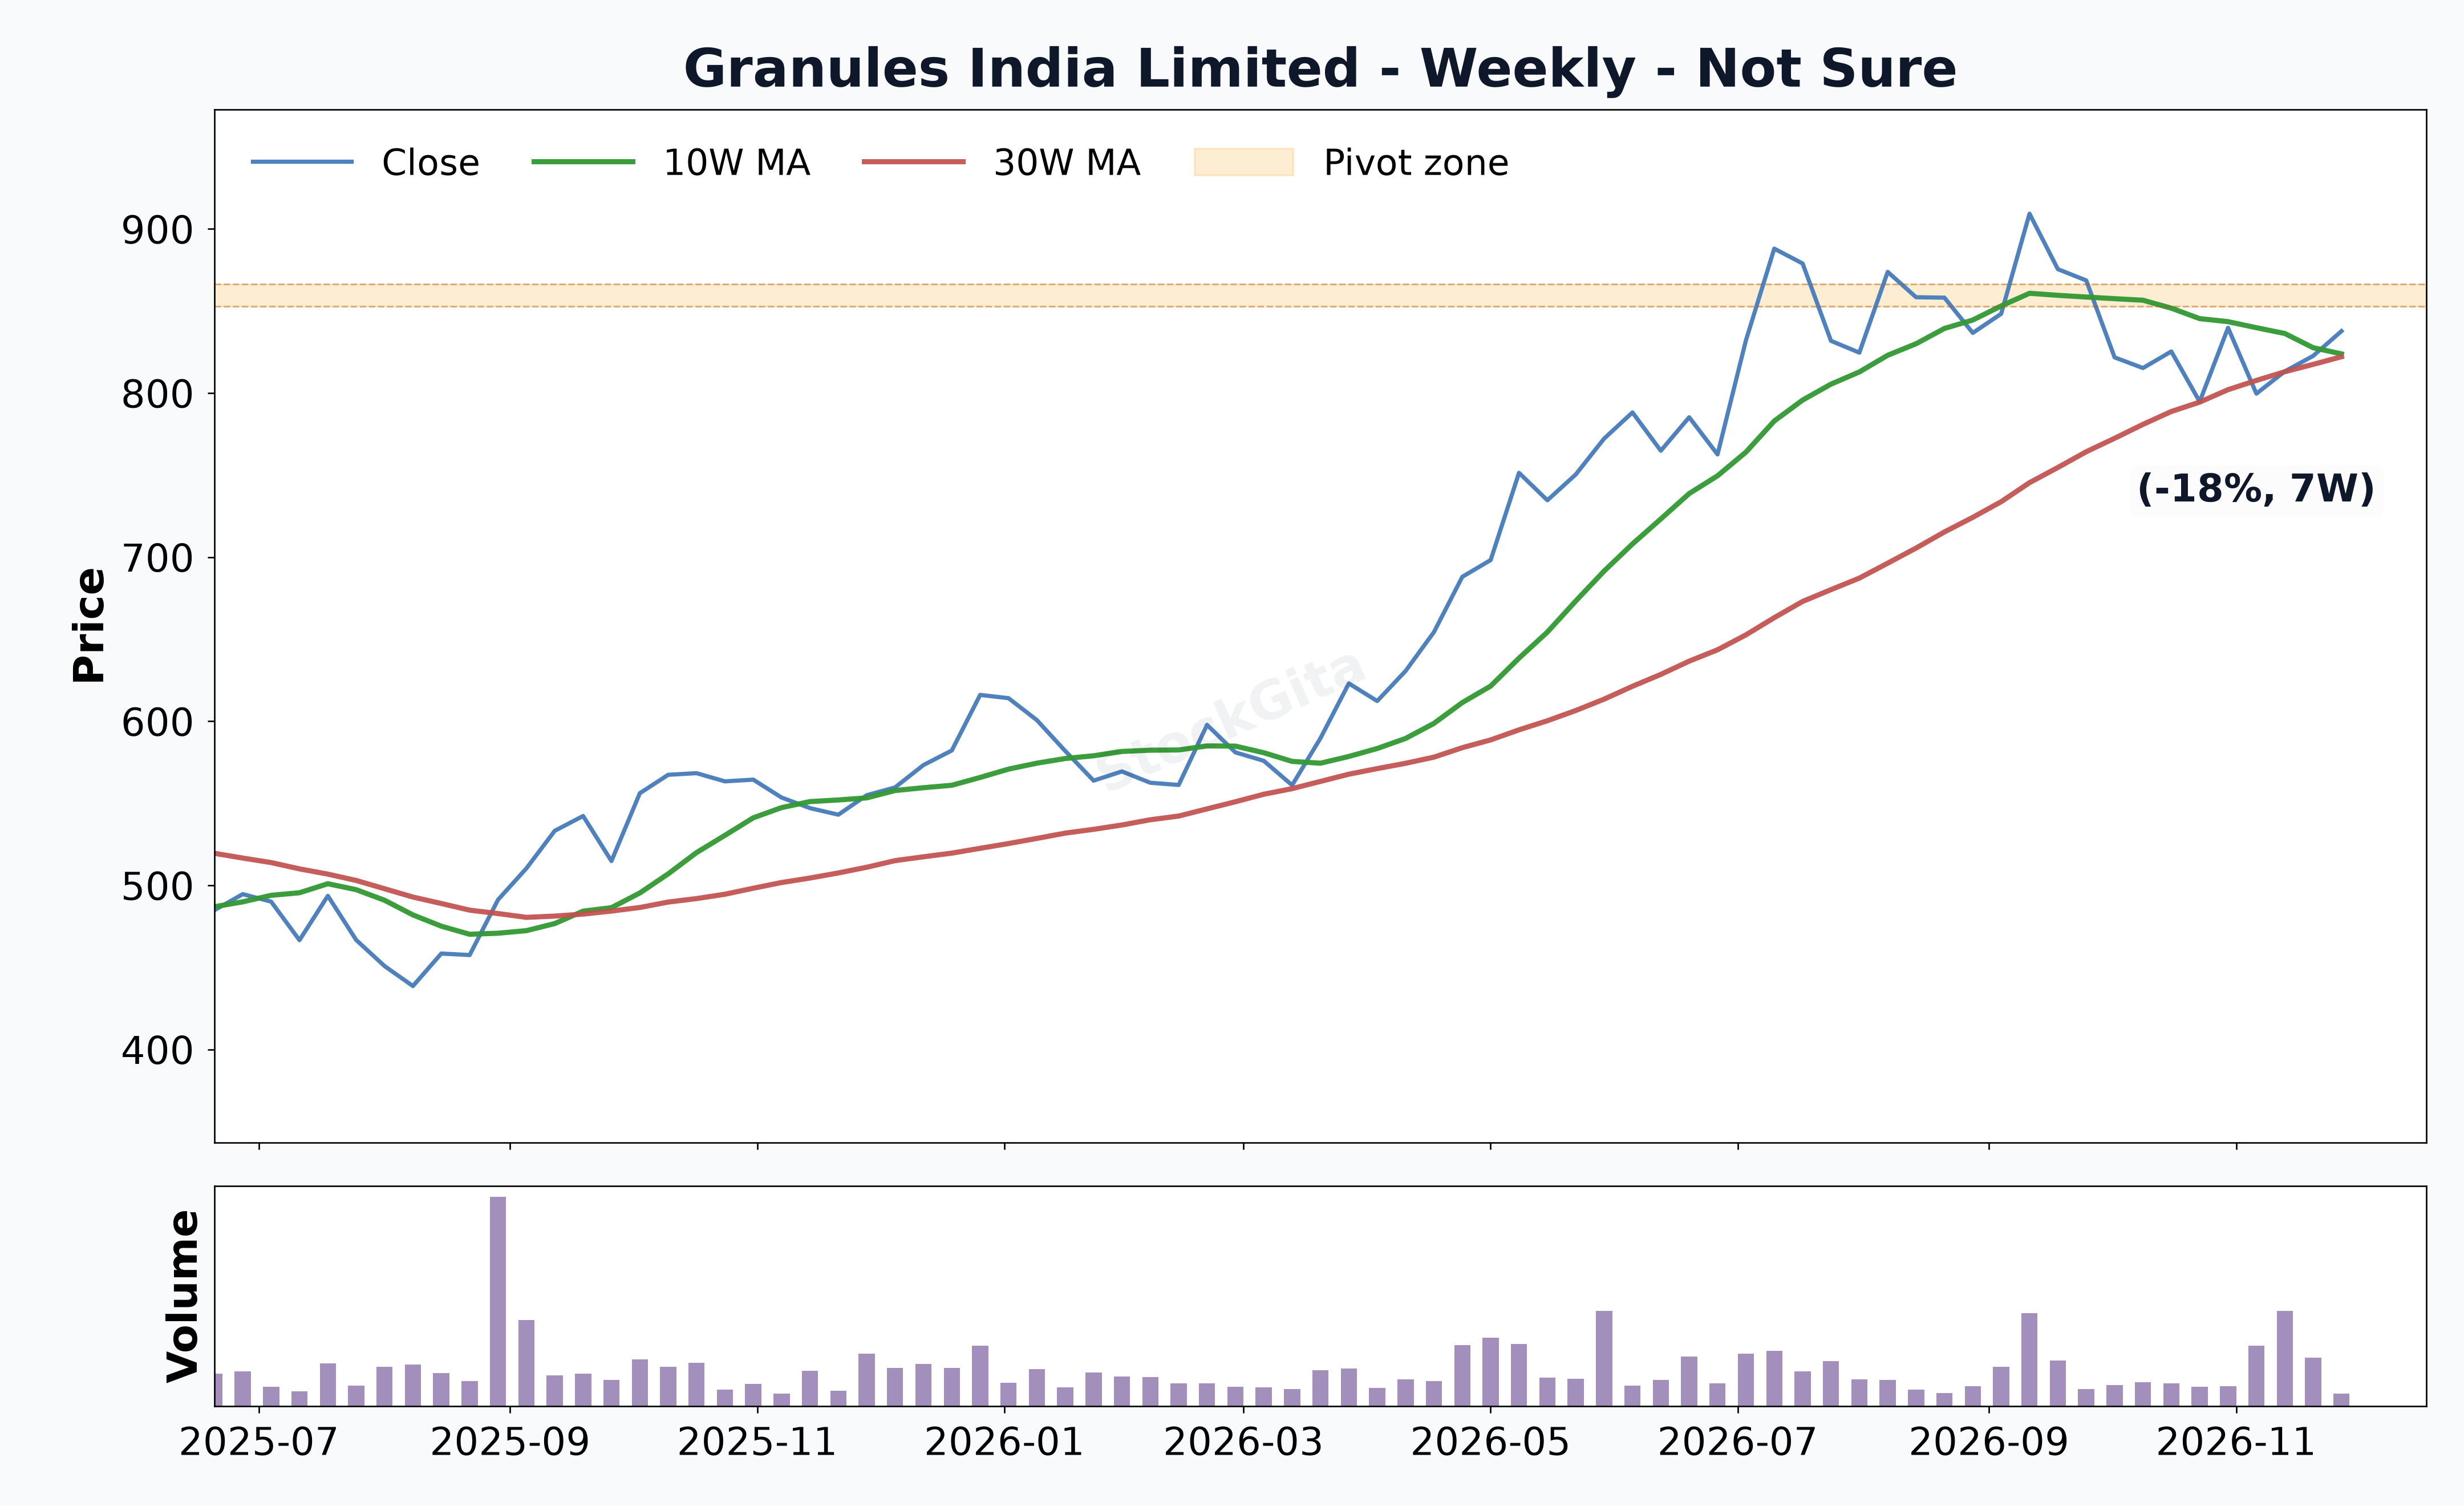 Granules India Limited - Weekly - Not Sure
Close 10W MA 30W MA Pivot zone
900
800
700
600
500
400
Price
(-18%, 7W)
StockGita
Volume
2025-07 2025-09 2025-11 2026-01 2026-03 2026-05 2026-07 2026-09 2026-11